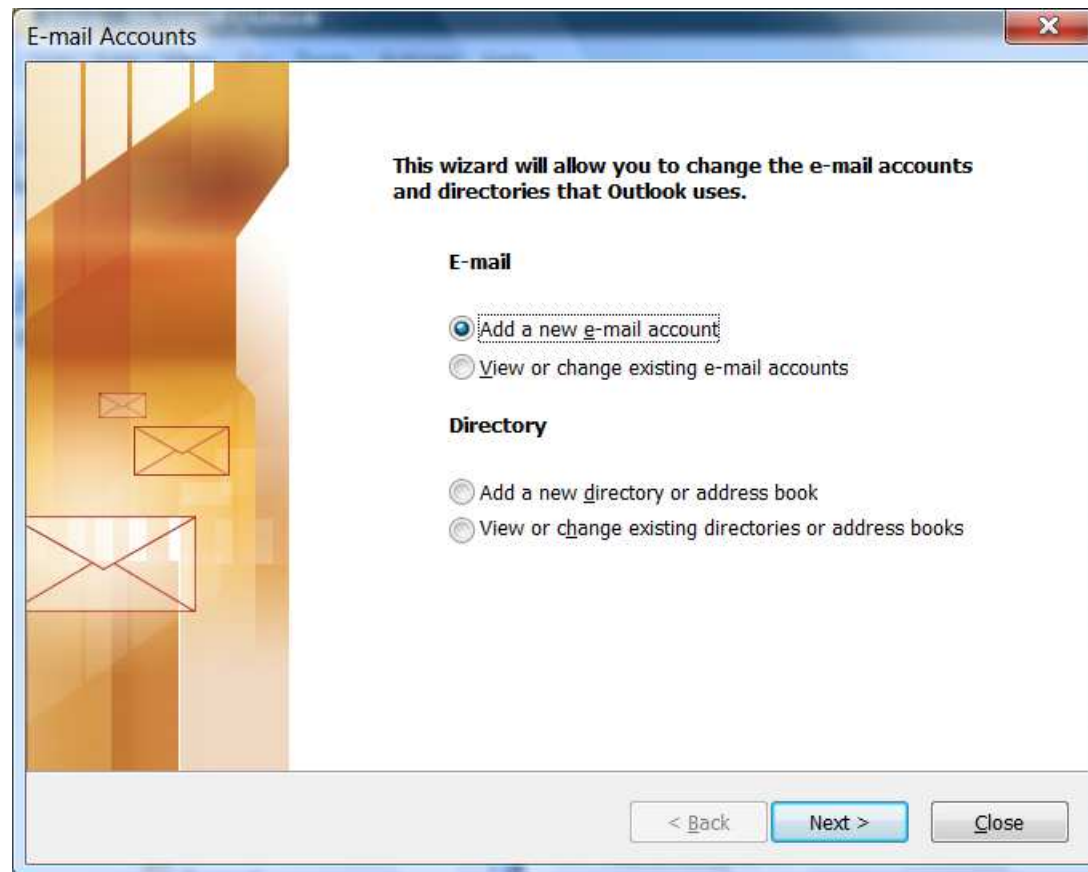 E-mail Accounts
This wizard will allow you to change the e-mail accounts
and directories that Outlook uses.
E-mail
Add a new e-mail account
View or change existing e-mail accounts
Directory
Add a new directory or address book
View or change existing directories or address books
< Back
Next >
Close